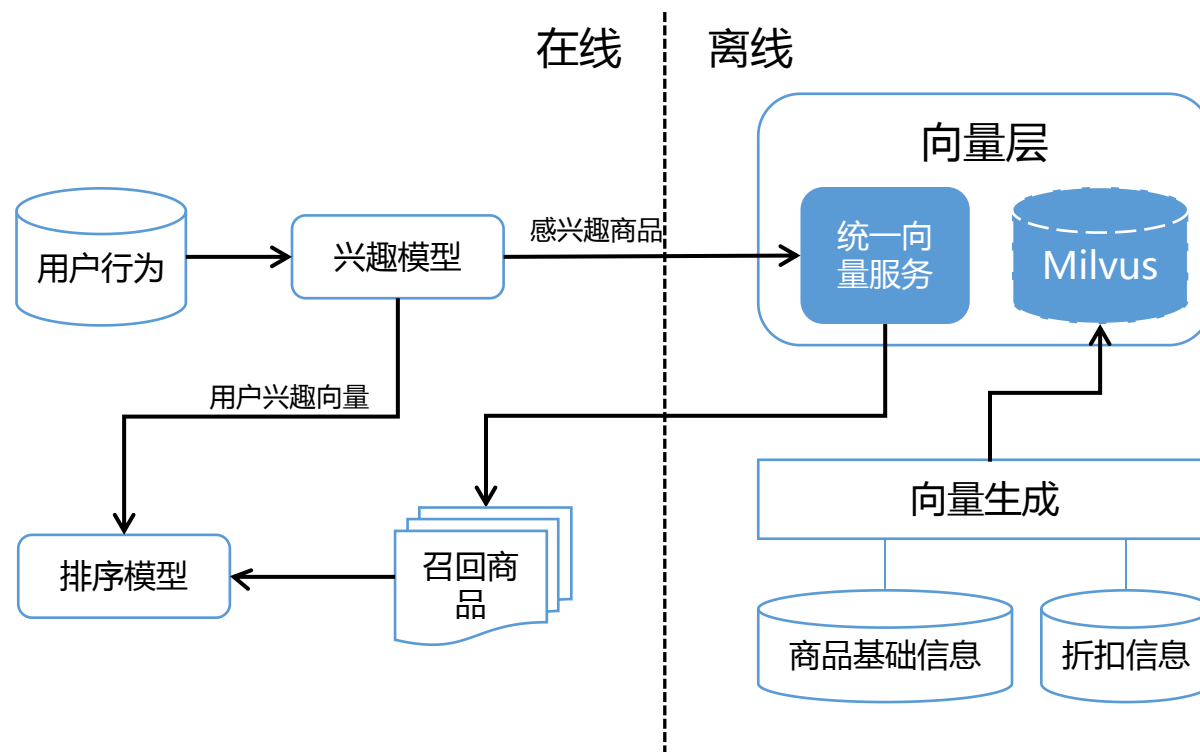 在线
离线
向量层
用户行为
兴趣模型
感兴趣商品
统一向
量服务
Milvus
用户兴趣向量
向量生成
排序模型
召回商
品
商品基础信息
折扣信息